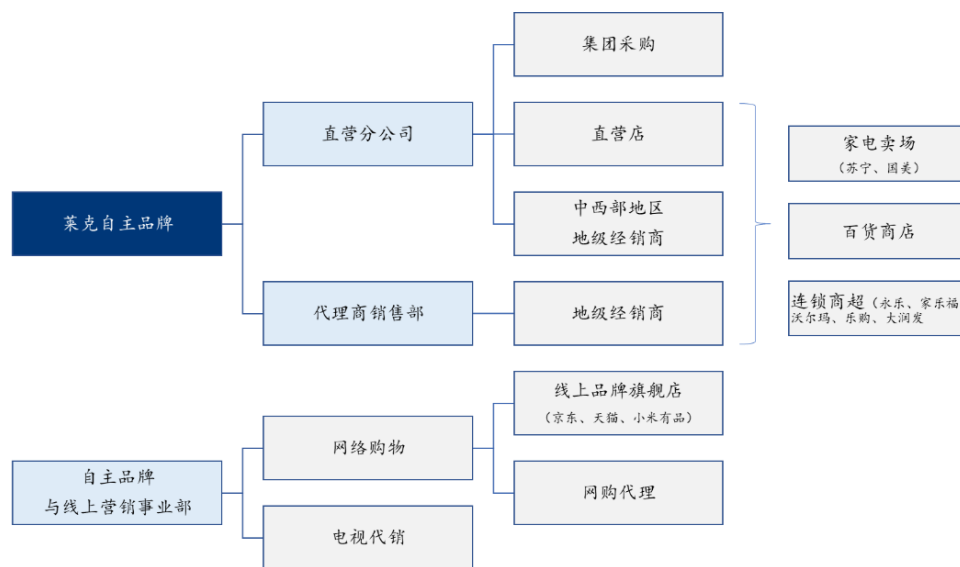 集团采购
直营分公司
直营店
家电卖场
（苏宁、国美）
莱克自主品牌
中西部地区
地级经销商
百货商店
代理商销售部
地级经销商
连锁商超（永乐、家乐福
沃尔玛、乐购、大润发
线上品牌旗舰店
（京东、天猫、小米有品）
网络购物
自主品牌
与线上营销事业部
网购代理
电视代销